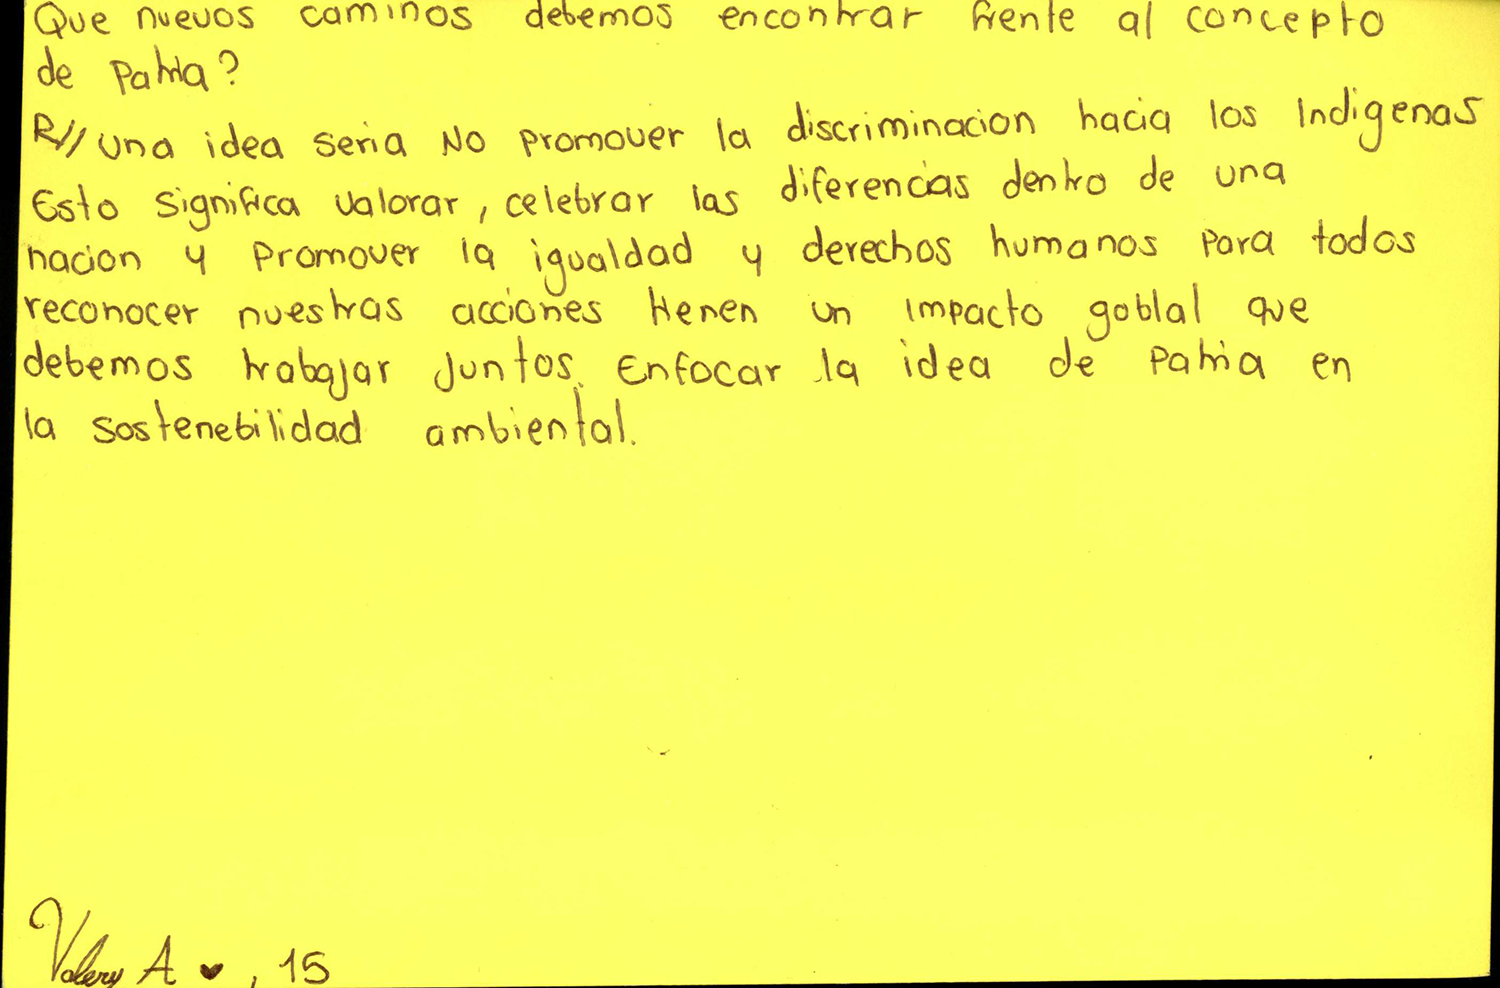 Que nuevos caminos debemos encontrar frente al concepto
de patria?
R// una idea seria No promover la discriminacion hacia los Indigenas
Esto significa valorar, celebrar las diferencias dentro de una
nacion y promover la igualdad y derechos humanos para todos
reconocer nuestras acciones tienen un impacto goblal que
debemos trabajar juntos. Enfocar la idea de patria en
la sostenebilidad ambiental.
Valery A ♥, 15